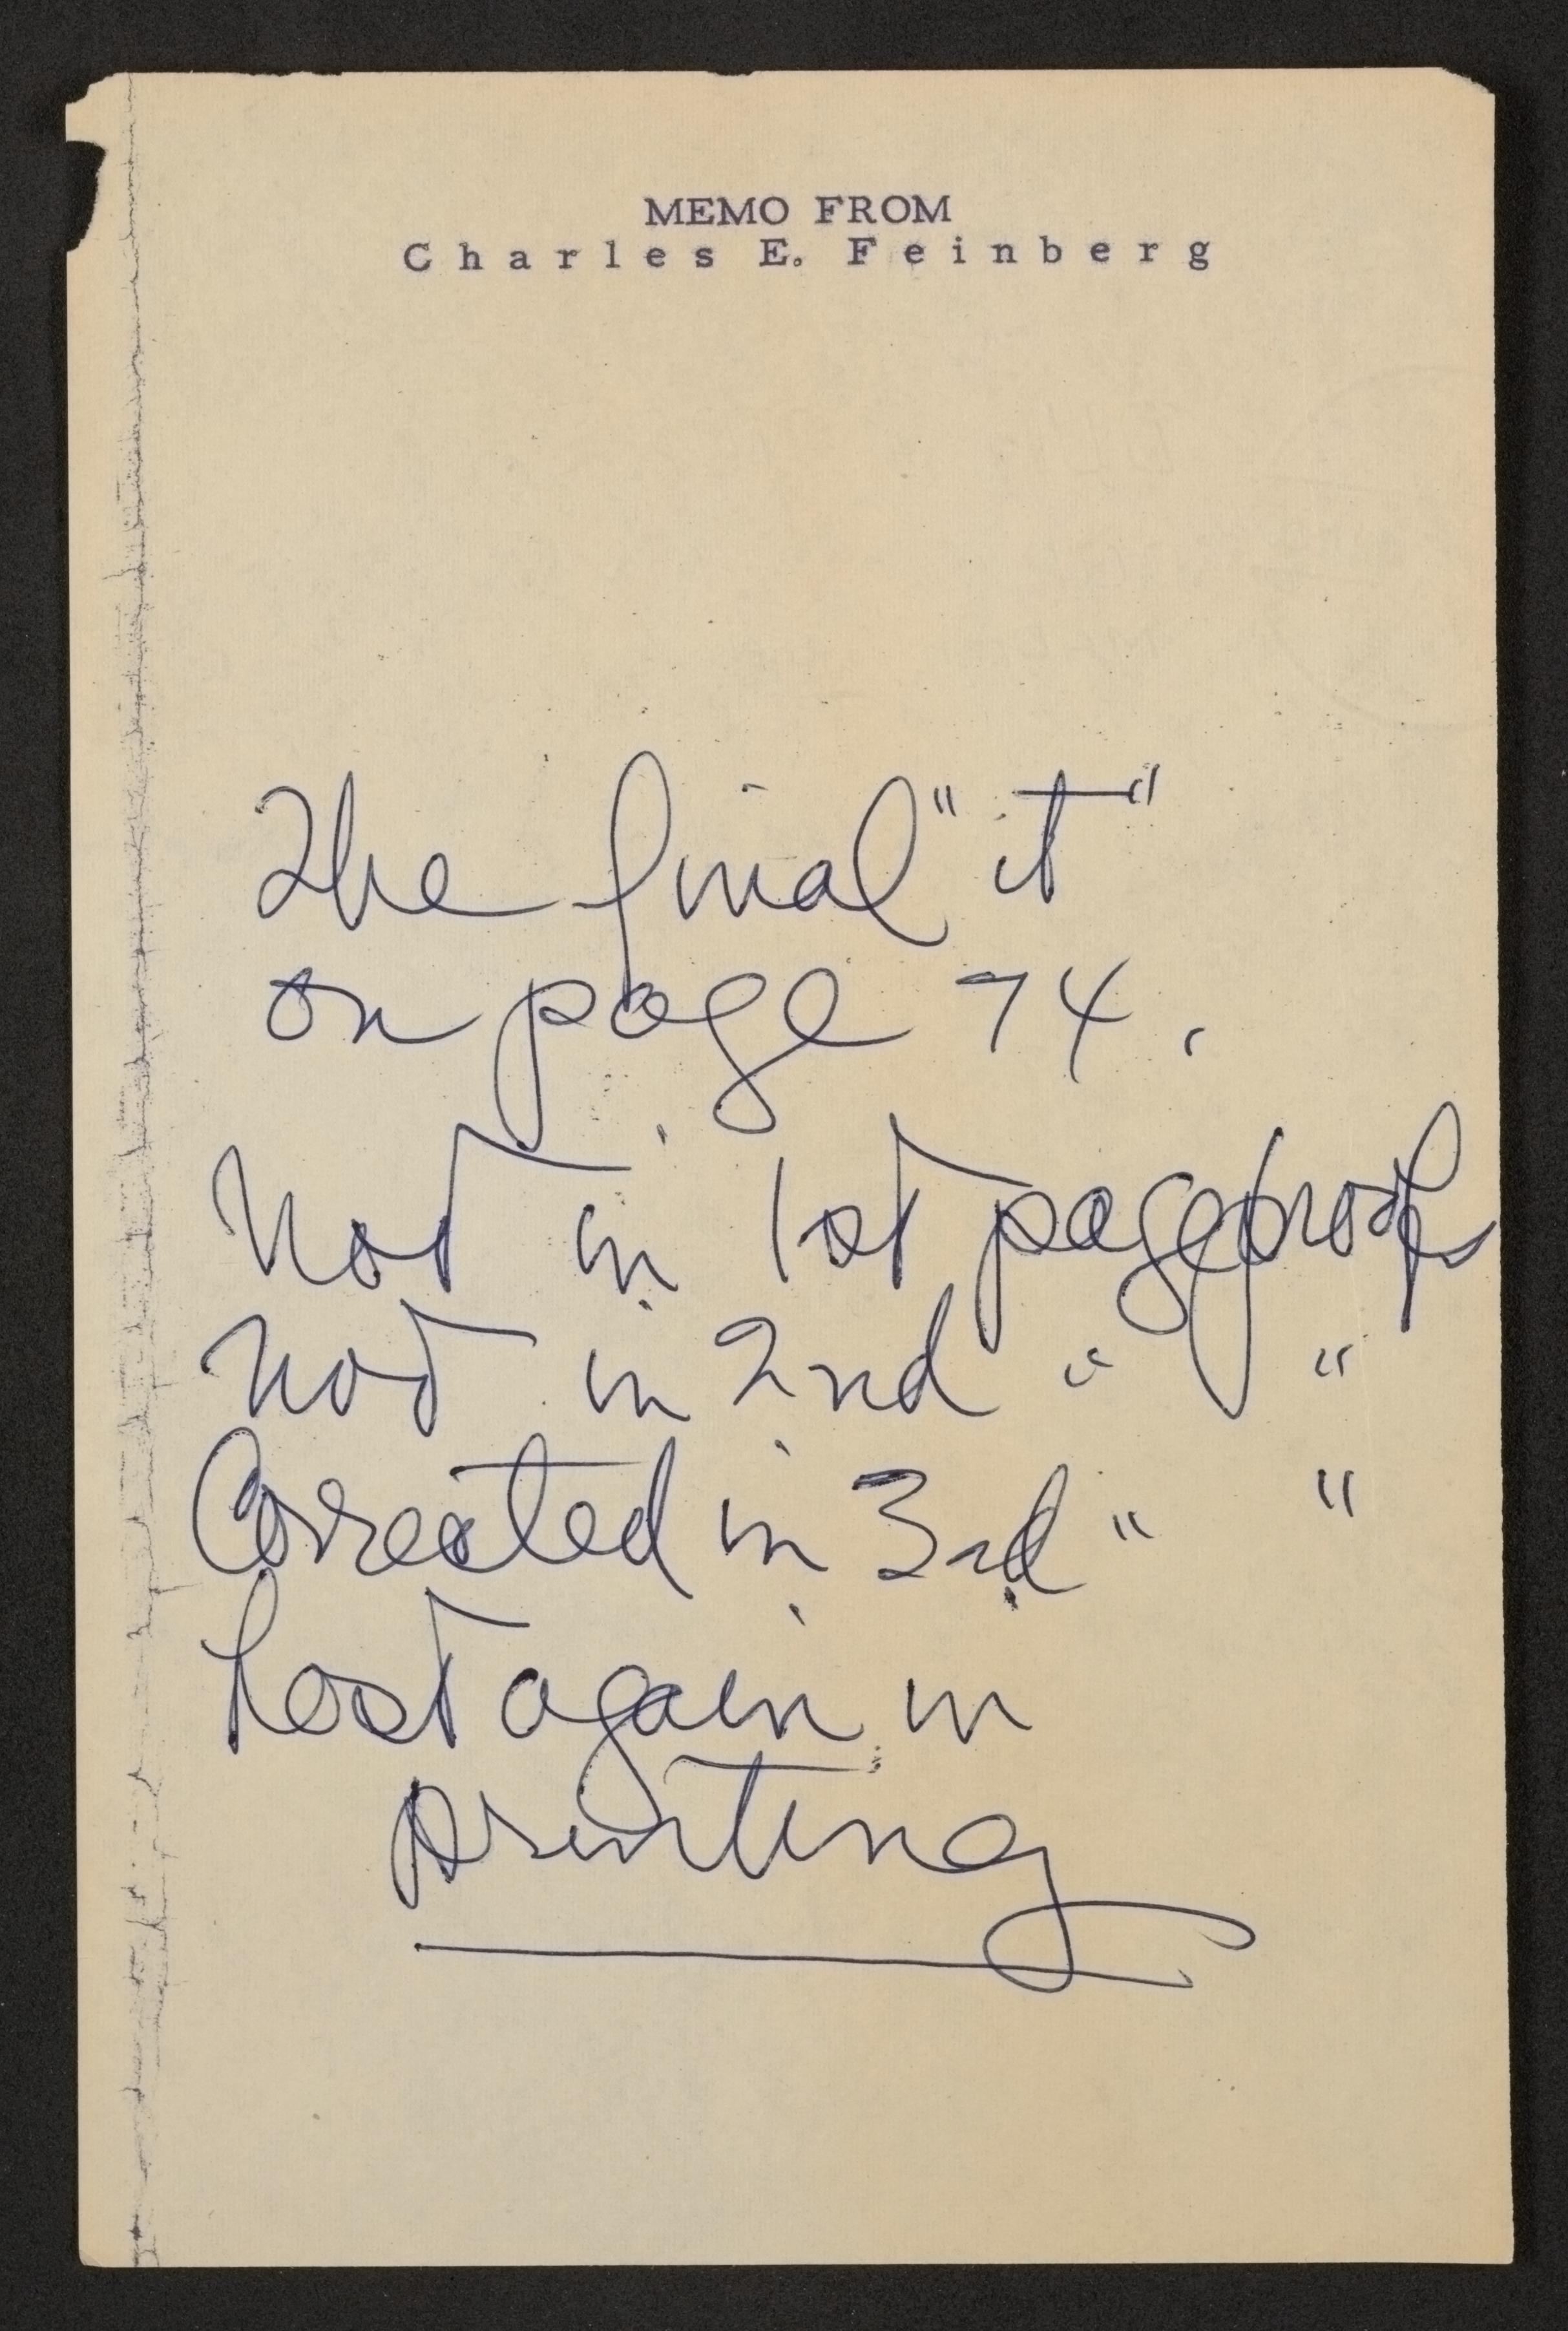 MEMO FROM
Charles E. Feinberg
The final "it"
on page 74.
Not in 1st page proofs
Not in 2nd " "
Corrected in 3rd " "
Lost again in
printing